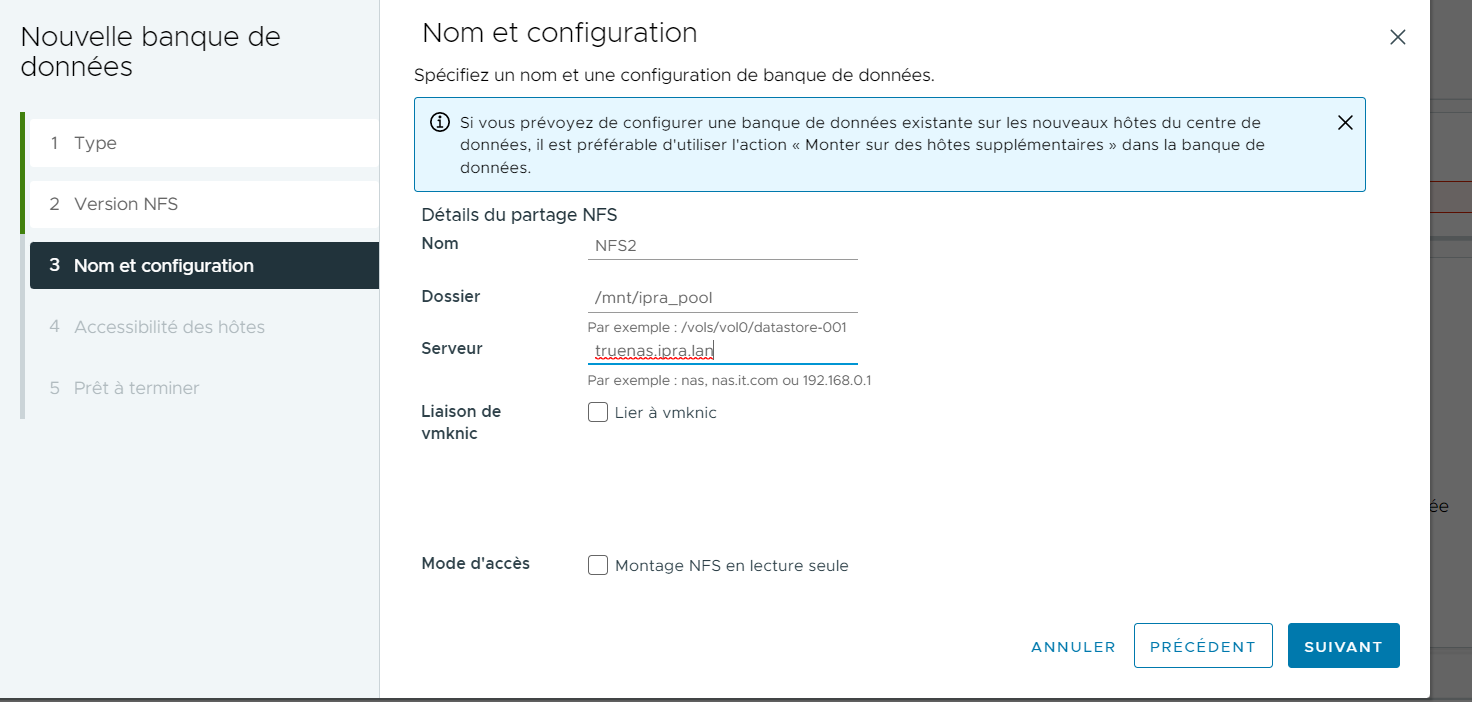 Nouvelle banque de
données
1 Type
2 Version NFS
3 Nom et configuration
4 Accessibilité des hôtes
5 Prêt à terminer
Nom et configuration
Spécifiez un nom et une configuration de banque de données.
Si vous prévoyez de configurer une banque de données existante sur les nouveaux hôtes du centre de
données, il est préférable d'utiliser l'action « Monter sur des hôtes supplémentaires » dans la banque de
données.
Détails du partage NFS
Nom NFS2
Dossier /mnt/ipra_pool
Par exemple : /vols/vol0/datastore-001
Serveur truenas.ipra.lan
Par exemple : nas, nas.it.com ou 192.168.0.1
Liaison de
vmknic
Lier à vmknic
Mode d'accès Montage NFS en lecture seule
ANNULER PRÉCÉDENT SUIVANT
ée